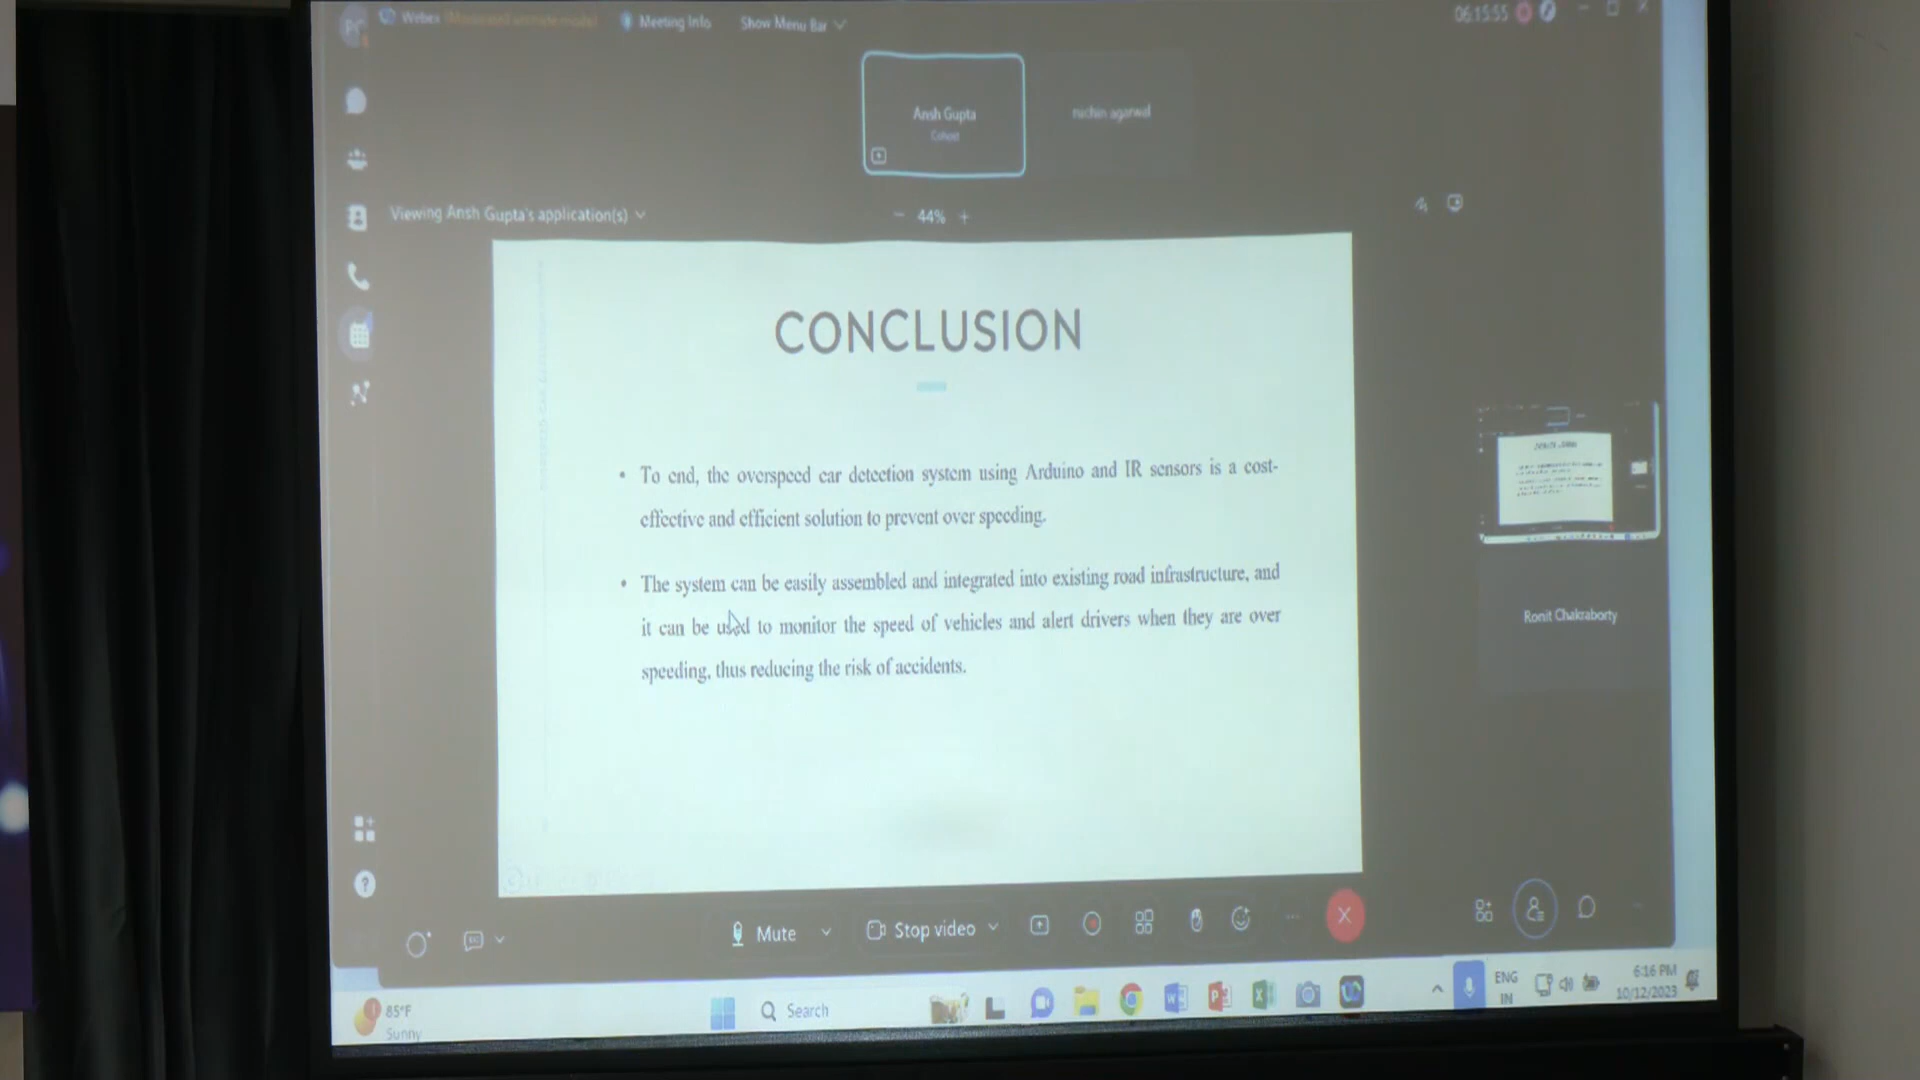 Webex
Meeting Info
Show Menu Bar
06:15:55
Ansh Gupta
Cohost
nichin agarwal
Viewing Ansh Gupta's application(s)
44%
CONCLUSION
• To end, the overspeed car detection system using Arduino and IR sensors is a cost-
effective and efficient solution to prevent over speeding.
• The system can be easily assembled and integrated into existing road infrastructure, and
it can be used to monitor the speed of vehicles and alert drivers when they are over
speeding, thus reducing the risk of accidents.
Ronit Chakraborty
Mute
Stop video
85°F
Sunny
Search
ENG
IN
6:16 PM
10/12/2023